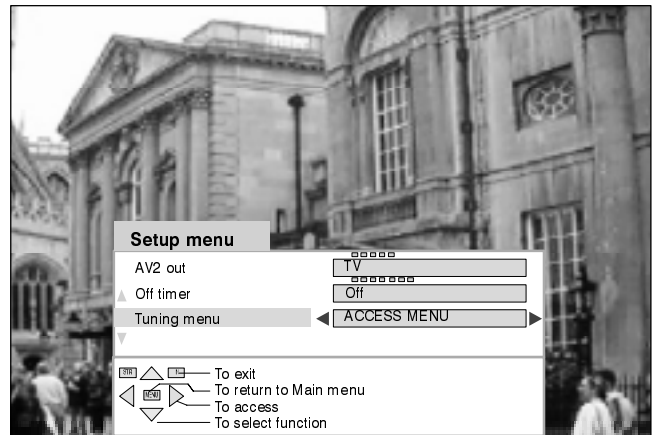 Setup menu
AV2 out TV
Off timer Off
Tuning menu ACCESS MENU
STR To exit
MENU To return to Main menu
To access
To select function